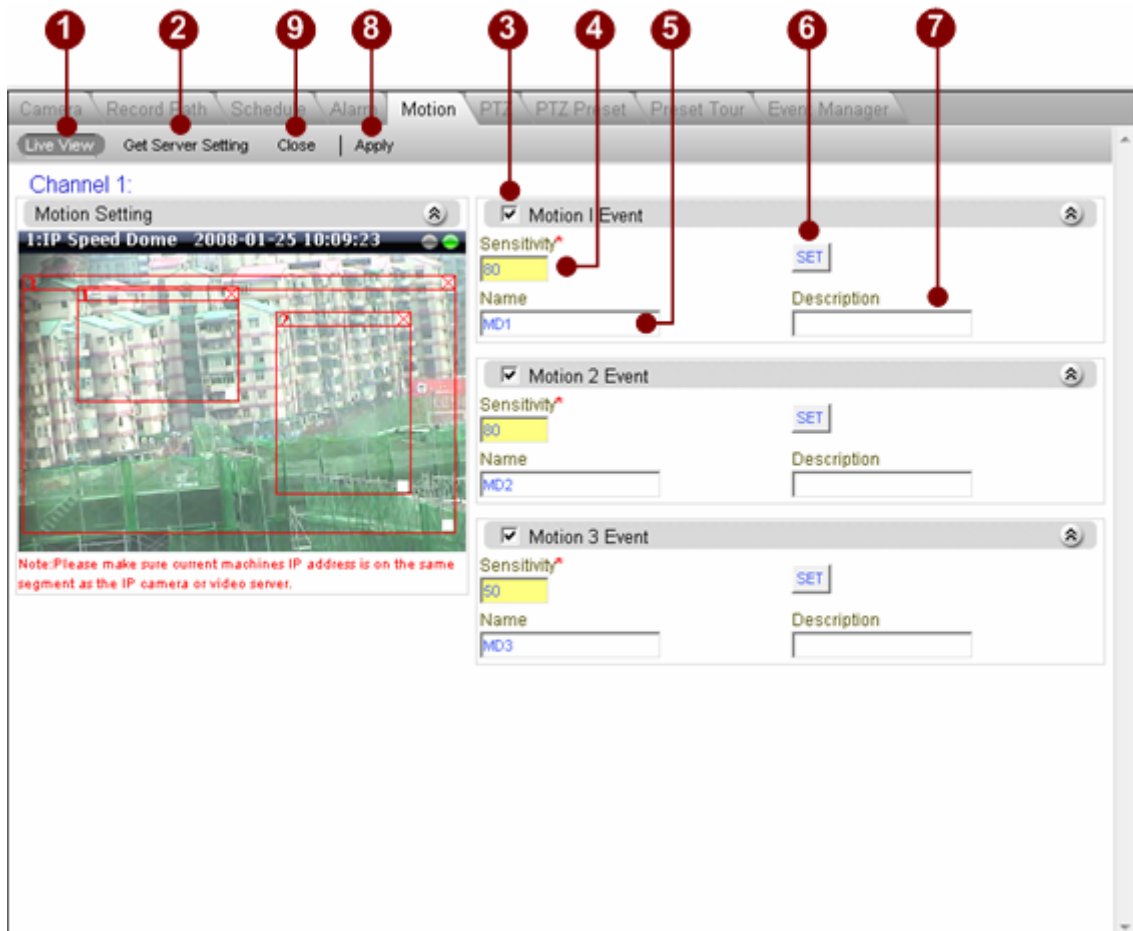 1 2 9 8 3 4 5 6 7
Camera Record Path Schedule Alarm Motion PTZ PTZ Preset Preset Tour Event Manager
Live View Get Server Setting Close | Apply
Channel 1:
Motion Setting
1:IP Speed Dome 2008-01-25 10:09:23
3
1
2
Note:Please make sure current machines IP address is on the same
segment as the IP camera or video server.
Motion 1 Event
Sensitivity*
80
SET
Name Description
MD1
Motion 2 Event
Sensitivity*
80
SET
Name Description
MD2
Motion 3 Event
Sensitivity*
50
SET
Name Description
MD3